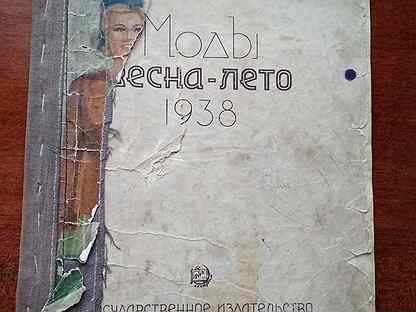 Моды
весна-лето
1938
сударственное издательство